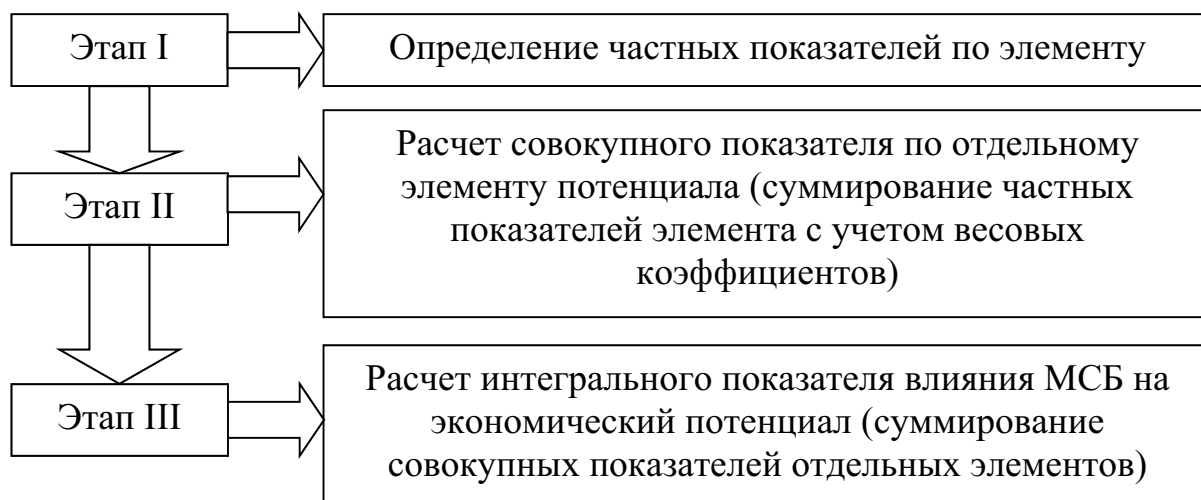 Этап I
Определение частных показателей по элементу
Этап II
Расчет совокупного показателя по отдельному
элементу потенциала (суммирование частных
показателей элемента с учетом весовых
коэффициентов)
Этап III
Расчет интегрального показателя влияния МСБ на
экономический потенциал (суммирование
совокупных показателей отдельных элементов)